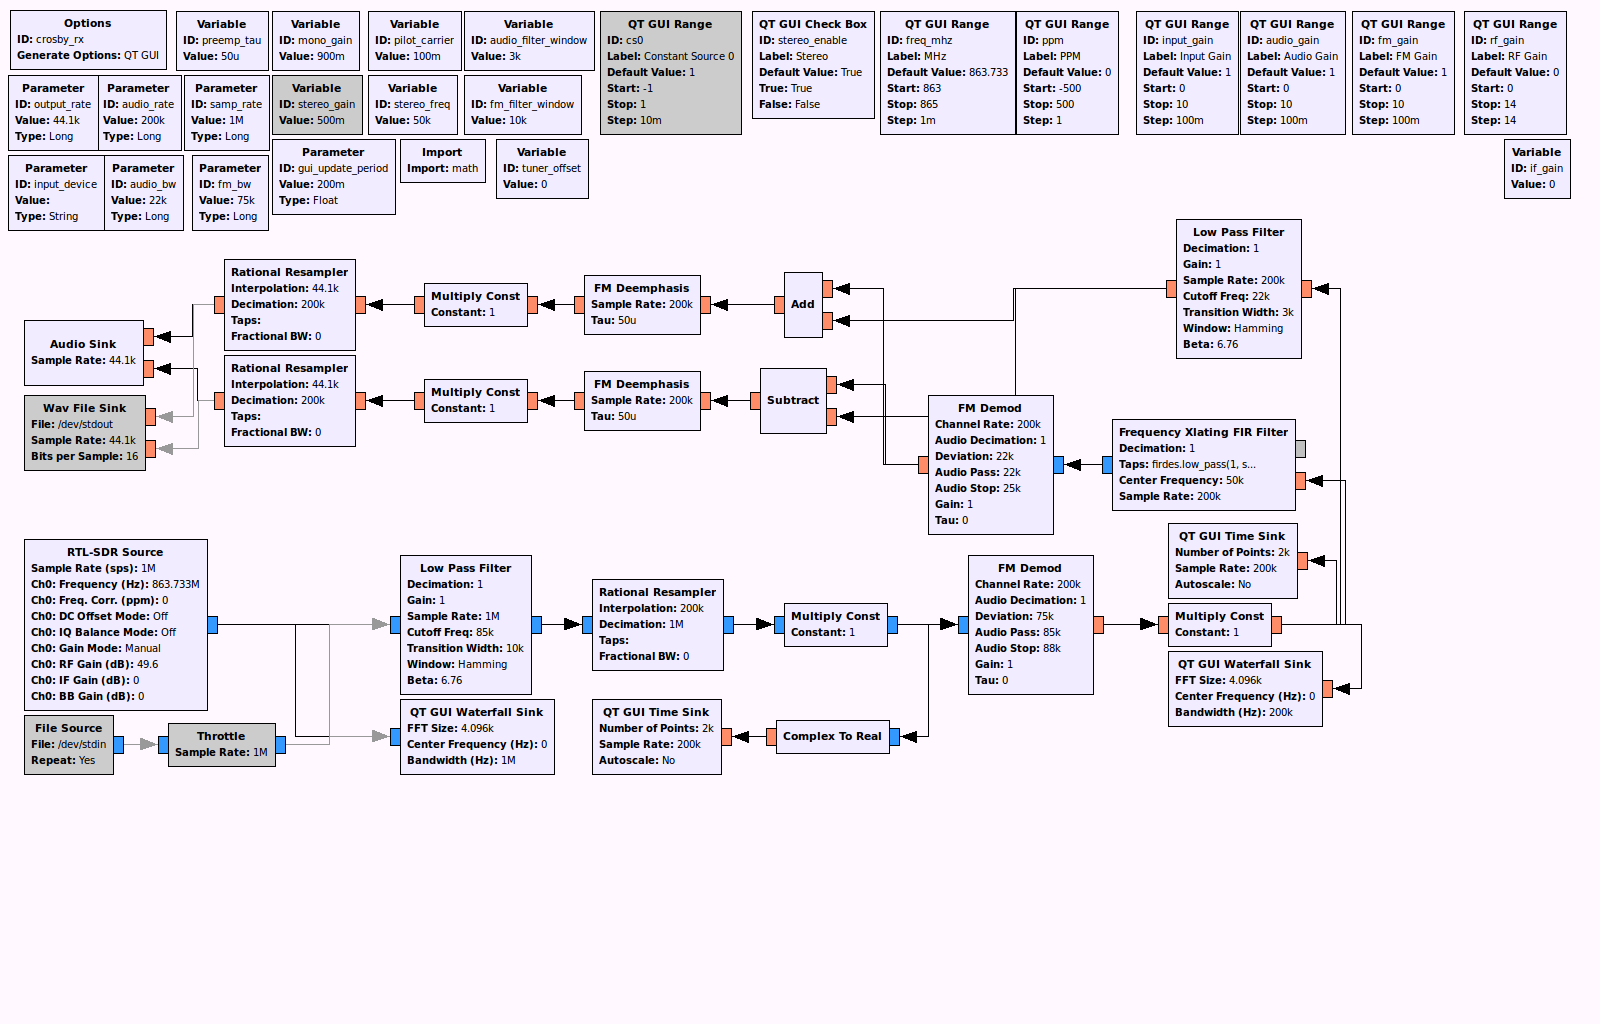 Options
ID: crosby_rx
Generate Options: QT GUI
Variable
ID: preemp_tau
Value: 50u
Variable
ID: mono_gain
Value: 900m
Variable
ID: pilot_carrier
Value: 100m
Variable
ID: audio_filter_window
Value: 3k
QT GUI Range
ID: cs0
Label: Constant Source 0
Default Value: 1
Start: -1
Stop: 1
Step: 10m
QT GUI Check Box
ID: stereo_enable
Label: Stereo
Default Value: True
True: True
False: False
QT GUI Range
ID: freq_mhz
Label: MHz
Default Value: 863.733
Start: 863
Stop: 865
Step: 1m
QT GUI Range
ID: ppm
Label: PPM
Default Value: 0
Start: -500
Stop: 500
Step: 1
QT GUI Range
ID: input_gain
Label: Input Gain
Default Value: 1
Start: 0
Stop: 10
Step: 100m
QT GUI Range
ID: audio_gain
Label: Audio Gain
Default Value: 1
Start: 0
Stop: 10
Step: 100m
QT GUI Range
ID: fm_gain
Label: FM Gain
Default Value: 1
Start: 0
Stop: 10
Step: 100m
QT GUI Range
ID: rf_gain
Label: RF Gain
Default Value: 0
Start: 0
Stop: 14
Step: 14
Parameter
ID: output_rate
Value: 44.1k
Type: Long
Parameter
ID: audio_rate
Value: 200k
Type: Long
Parameter
ID: samp_rate
Value: 1M
Type: Long
Variable
ID: stereo_gain
Value: 500m
Variable
ID: stereo_freq
Value: 50k
Variable
ID: fm_filter_window
Value: 10k
Parameter
ID: input_device
Value:
Type: String
Parameter
ID: audio_bw
Value: 22k
Type: Long
Parameter
ID: fm_bw
Value: 75k
Type: Long
Parameter
ID: gui_update_period
Value: 200m
Type: Float
Import
Import: math
Variable
ID: tuner_offset
Value: 0
Variable
ID: if_gain
Value: 0
Low Pass Filter
Decimation: 1
Gain: 1
Sample Rate: 200k
Cutoff Freq: 22k
Transition Width: 3k
Window: Hamming
Beta: 6.76
Rational Resampler
Interpolation: 44.1k
Decimation: 200k
Taps:
Fractional BW: 0
Multiply Const
Constant: 1
FM Deemphasis
Sample Rate: 200k
Tau: 50u
Add
Audio Sink
Sample Rate: 44.1k
Rational Resampler
Interpolation: 44.1k
Decimation: 200k
Taps:
Fractional BW: 0
Multiply Const
Constant: 1
FM Deemphasis
Sample Rate: 200k
Tau: 50u
Subtract
Wav File Sink
File: /dev/stdout
Sample Rate: 44.1k
Bits per Sample: 16
FM Demod
Channel Rate: 200k
Audio Decimation: 1
Deviation: 22k
Audio Pass: 22k
Audio Stop: 25k
Gain: 1
Tau: 0
Frequency Xlating FIR Filter
Decimation: 1
Taps: firdes.low_pass(1, s...
Center Frequency: 50k
Sample Rate: 200k
QT GUI Time Sink
Number of Points: 2k
Sample Rate: 200k
Autoscale: No
RTL-SDR Source
Sample Rate (sps): 1M
Ch0: Frequency (Hz): 863.733M
Ch0: Freq. Corr. (ppm): 0
Ch0: DC Offset Mode: Off
Ch0: IQ Balance Mode: Off
Ch0: Gain Mode: Manual
Ch0: RF Gain (dB): 49.6
Ch0: IF Gain (dB): 0
Ch0: BB Gain (dB): 0
Low Pass Filter
Decimation: 1
Gain: 1
Sample Rate: 1M
Cutoff Freq: 85k
Transition Width: 10k
Window: Hamming
Beta: 6.76
Rational Resampler
Interpolation: 200k
Decimation: 1M
Taps:
Fractional BW: 0
Multiply Const
Constant: 1
FM Demod
Channel Rate: 200k
Audio Decimation: 1
Deviation: 75k
Audio Pass: 85k
Audio Stop: 88k
Gain: 1
Tau: 0
Multiply Const
Constant: 1
QT GUI Waterfall Sink
FFT Size: 4.096k
Center Frequency (Hz): 0
Bandwidth (Hz): 200k
File Source
File: /dev/stdin
Repeat: Yes
Throttle
Sample Rate: 1M
QT GUI Waterfall Sink
FFT Size: 4.096k
Center Frequency (Hz): 0
Bandwidth (Hz): 1M
QT GUI Time Sink
Number of Points: 2k
Sample Rate: 200k
Autoscale: No
Complex To Real